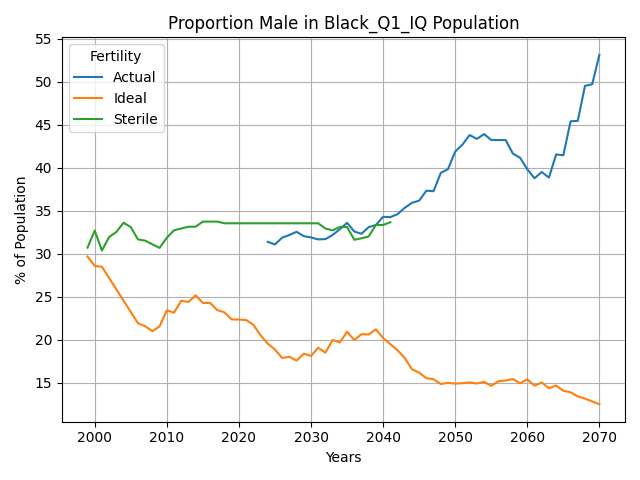 Proportion Male in Black_Q1_IQ Population
% of Population
55
50
45
40
35
30
25
20
15
Fertility
Actual
Ideal
Sterile
2000 2010 2020 2030 2040 2050 2060 2070
Years